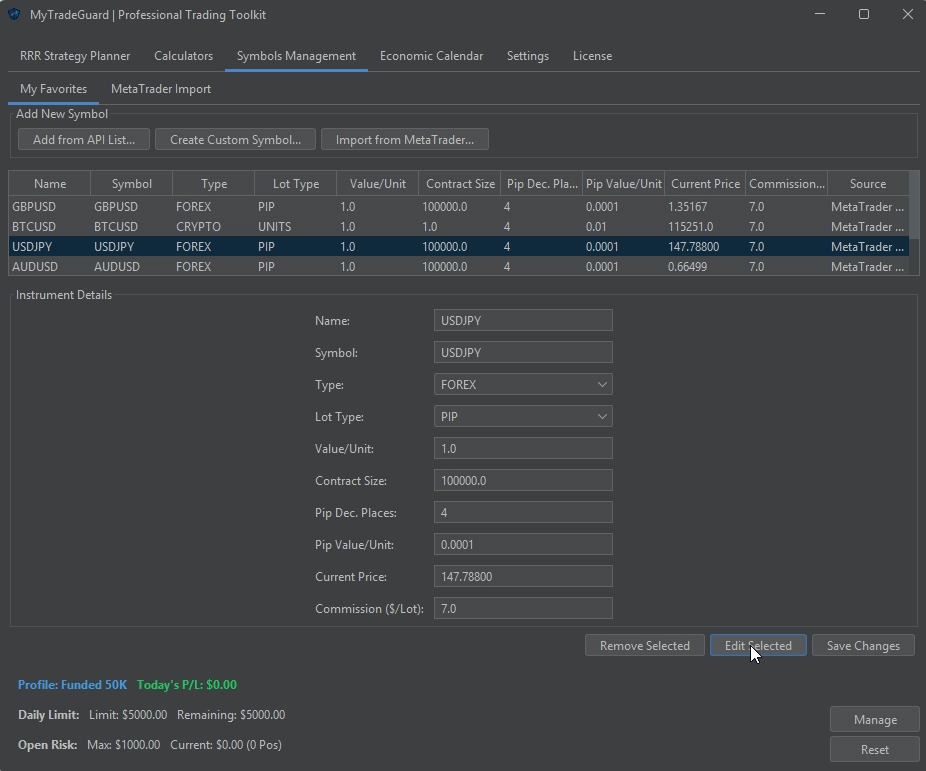 MyTradeGuard | Professional Trading Toolkit
RRR Strategy Planner Calculators Symbols Management Economic Calendar Settings License
My Favorites MetaTrader Import
Add New Symbol
Add from API List... Create Custom Symbol... Import from MetaTrader...
Name Symbol Type Lot Type Value/Unit Contract Size Pip Dec. Pla... Pip Value/Unit Current Price Commission... Source
GBPUSD GBPUSD FOREX PIP 1.0 100000.0 4 0.0001 1.35167 7.0 MetaTrader ...
BTCUSD BTCUSD CRYPTO UNITS 1.0 1.0 2 0.01 115251.0 7.0 MetaTrader ...
USDJPY USDJPY FOREX PIP 1.0 100000.0 4 0.0001 147.78800 7.0 MetaTrader ...
AUDUSD AUDUSD FOREX PIP 1.0 100000.0 4 0.0001 0.66499 7.0 MetaTrader ...
Instrument Details
Name: USDJPY
Symbol: USDJPY
Type: FOREX
Lot Type: PIP
Value/Unit: 1.0
Contract Size: 100000.0
Pip Dec. Places: 4
Pip Value/Unit: 0.0001
Current Price: 147.78800
Commission ($/Lot): 7.0
Remove Selected Edit Selected Save Changes
Profile: Funded 50K Today's P/L: $0.00
Daily Limit: Limit: $5000.00 Remaining: $5000.00
Manage
Open Risk: Max: $1000.00 Current: $0.00 (0 Pos)
Reset